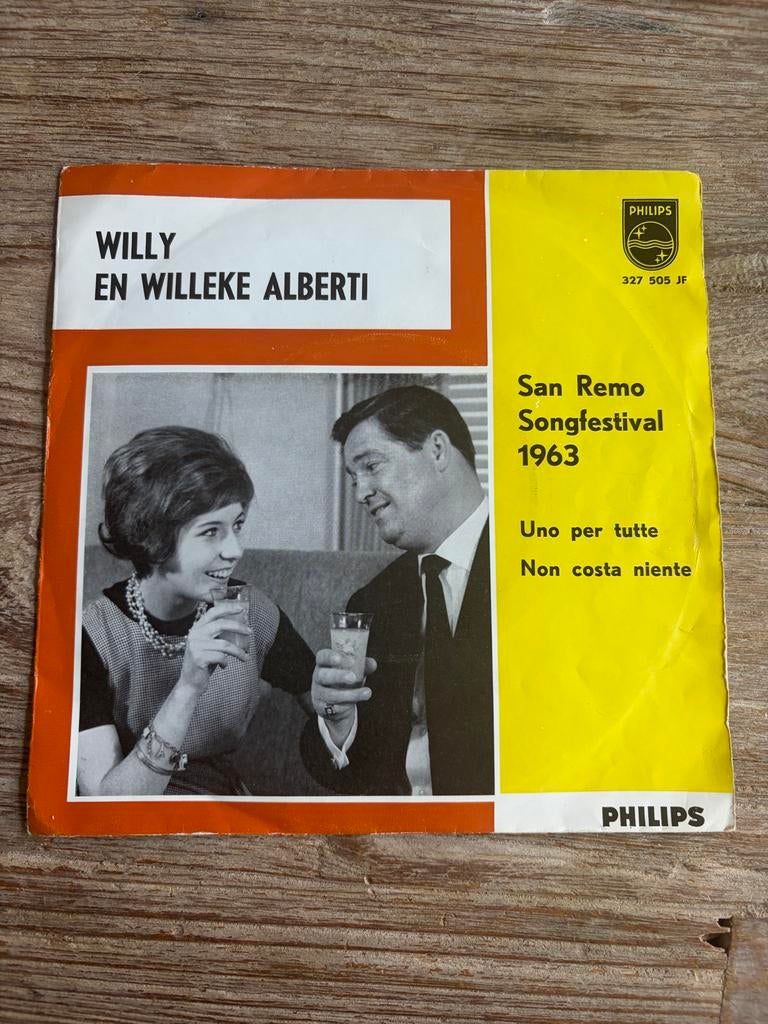 WILLY
EN WILLEKE ALBERTI
PHILIPS
327 505 JF
San Remo
Songfestival
1963
Uno per tutte
Non costa niente
PHILIPS